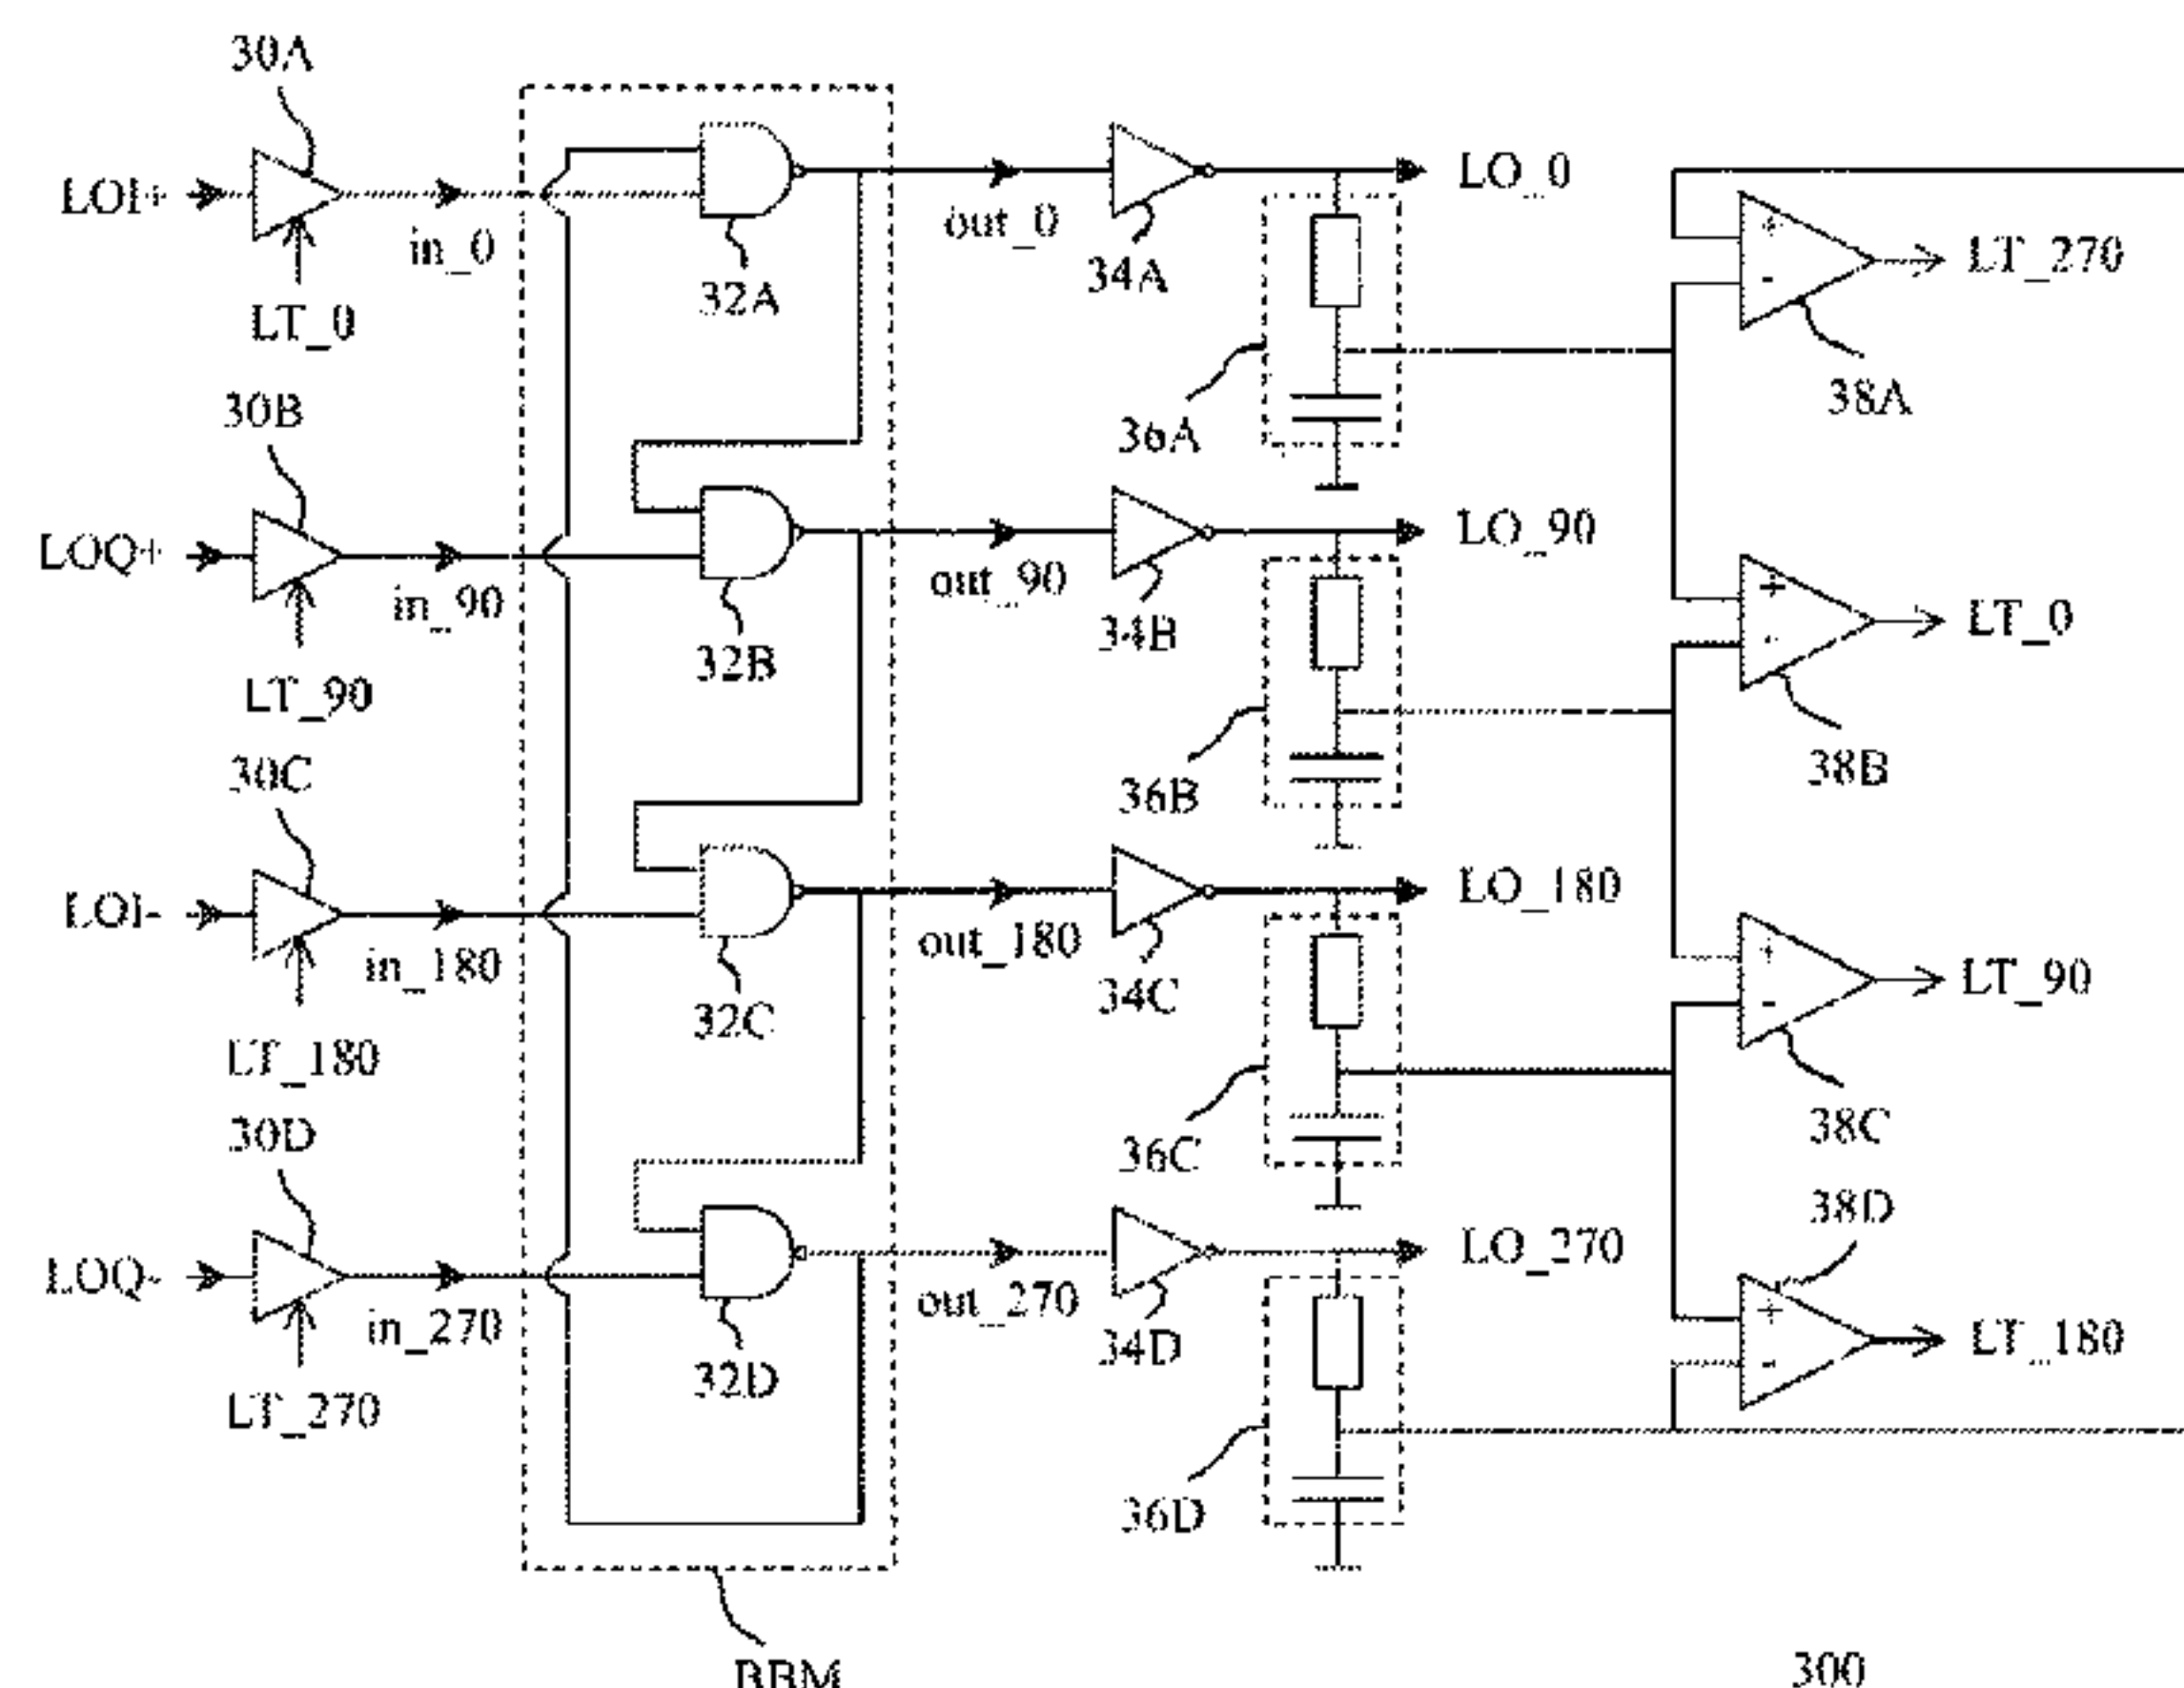 30A
LOI+
in_0
LT_0
32A
out_0
34A
LO_0
36A
LT_270
38A
30B
LOQ+
in_90
LT_90
32B
out_90
34B
LO_90
36B
LT_0
38B
30C
LOI-
in_180
LT_180
32C
out_180
34C
LO_180
36C
LT_90
38C
30D
LOQ-
in_270
LT_270
32D
out_270
34D
LO_270
36D
38D
LT_180
BBM
300